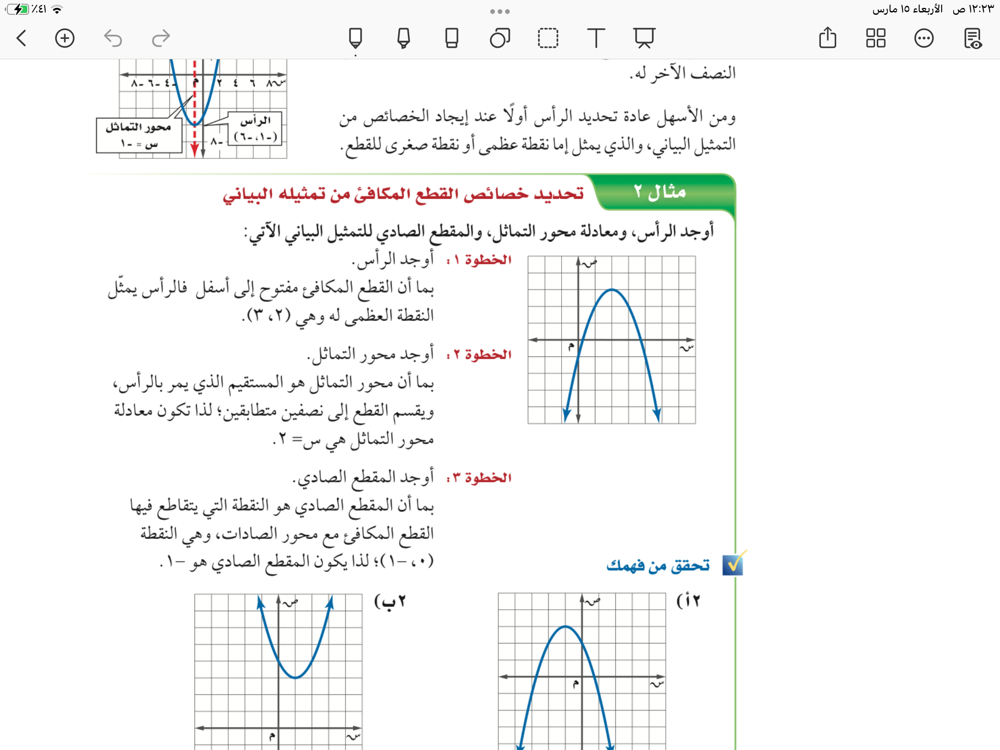 ١٢:٢٣ ص الأربعاء ١٥ مارس
٪٤١
النصف الآخر له.
ومن الأسهل عادة تحديد الرأس أولًا عند إيجاد الخصائص من
التمثيل البياني، والذي يمثل إما نقطة عظمى أو نقطة صغرى للقطع.
-٨ -٦ -٤ م ٢ ٤ ٦ ٨ س
الرأس
(-١، -٦)
محور التماثل
س = -١
-٨
مثال ٢
تحديد خصائص القطع المكافئ من تمثيله البياني
أوجد الرأس، ومعادلة محور التماثل، والمقطع الصادي للتمثيل البياني الآتي:
ص
م
س
الخطوة ١: أوجد الرأس.
بما أن القطع المكافئ مفتوح إلى أسفل فالرأس يمثّل
النقطة العظمى له وهي (٢، ٣).
الخطوة ٢: أوجد محور التماثل.
بما أن محور التماثل هو المستقيم الذي يمر بالرأس،
ويقسم القطع إلى نصفين متطابقين؛ لذا تكون معادلة
محور التماثل هي س= ٢.
الخطوة ٣: أوجد المقطع الصادي.
بما أن المقطع الصادي هو النقطة التي يتقاطع فيها
القطع المكافئ مع محور الصادات، وهي النقطة
(٠، -١)؛ لذا يكون المقطع الصادي هو -١.
تحقق من فهمك
٢أ)
ص
م
س
٢ب)
ص
م
س